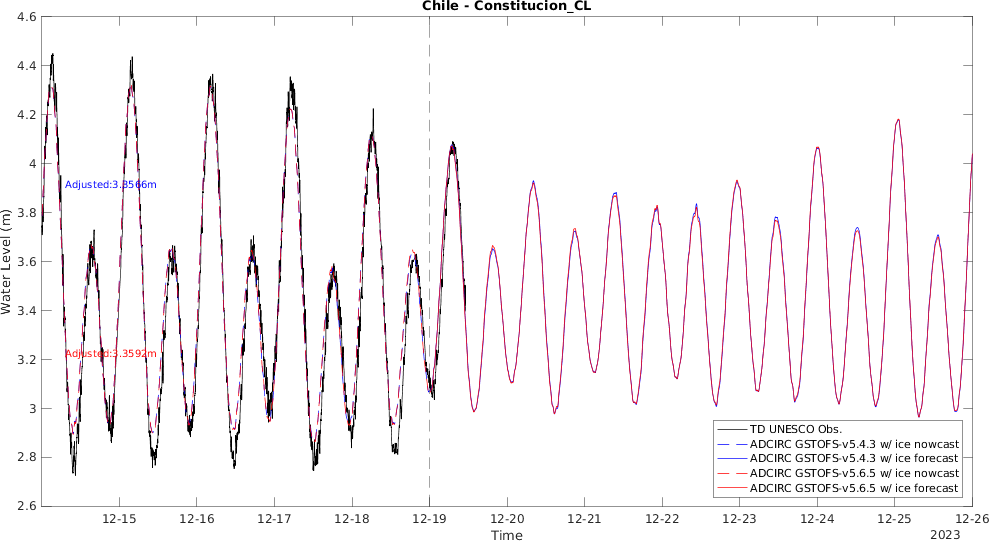 Chile - Constitucion_CL
4.6
4.4
4.2
4
3.8
3.6
3.4
3.2
3
2.8
2.6
Water Level (m)
Adjusted:3.3566m
Adjusted:3.3592m
TD UNESCO Obs.
ADCIRC GSTOFS-v5.4.3 w/ ice nowcast
ADCIRC GSTOFS-v5.4.3 w/ ice forecast
ADCIRC GSTOFS-v5.6.5 w/ ice nowcast
ADCIRC GSTOFS-v5.6.5 w/ ice forecast
12-15 12-16 12-17 12-18 12-19 12-20 12-21 12-22 12-23 12-24 12-25 12-26
Time
2023